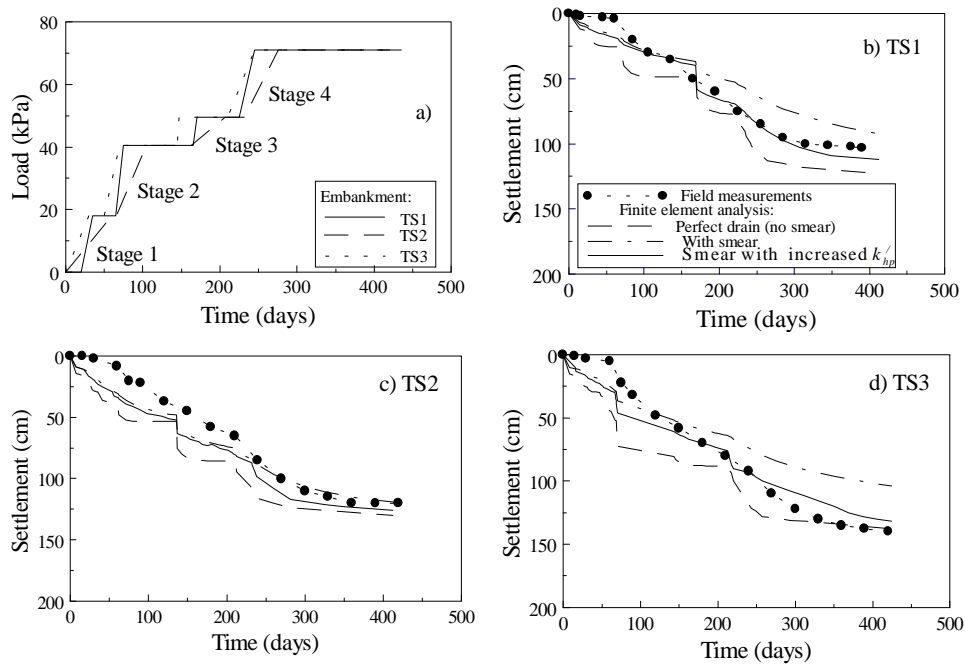 80
60
40
20
0
Load (kPa)
a)
Stage 4
Stage 3
Stage 2
Stage 1
Embankment:
TS1
TS2
TS3
0 100 200 300 400 500
Time (days)
b) TS1
0
50
100
150
200
Settlement (cm)
Field measurements
Finite element analysis:
Perfect drain (no smear)
With smear
Smear with increased k′hp
0 100 200 300 400 500
Time (days)
c) TS2
0
50
100
150
200
Settlement (cm)
0 100 200 300 400 500
Time (days)
d) TS3
0
50
100
150
200
Settlement (cm)
0 100 200 300 400 500
Time (days)